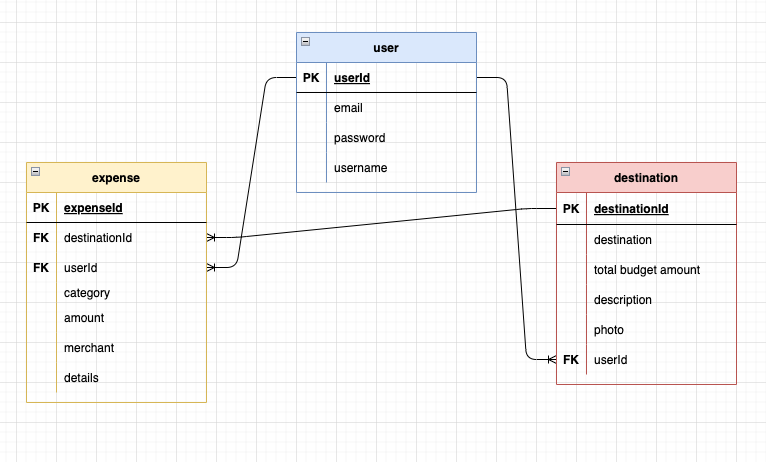 user
PK userId
email
password
username
expense
PK expenseId
FK destinationId
FK userId
category
amount
merchant
details
destination
PK destinationId
destination
total budget amount
description
photo
FK userId